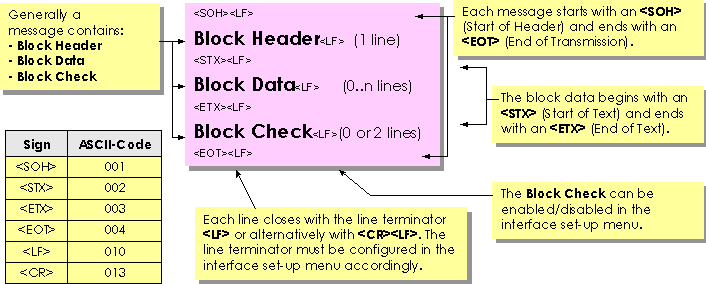 Generally a
message contains:
- Block Header
- Block Data
- Block Check
<SOH><LF>
Block Header<LF> (1 line)
<STX><LF>
Block Data<LF> (0..n lines)
<ETX><LF>
Block Check<LF>(0 or 2 lines)
<EOT><LF>
Each message starts with an <SOH>
(Start of Header) and ends with an
<EOT> (End of Transmission).
The block data begins with an
<STX> (Start of Text) and ends
with an <ETX> (End of Text).
The Block Check can be
enabled/disabled in the
interface set-up menu.
Each line closes with the line terminator
<LF> or alternatively with <CR><LF>. The
line terminator must be configured in the
interface set-up menu accordingly.
Sign ASCII-Code
<SOH> 001
<STX> 002
<ETX> 003
<EOT> 004
<LF> 010
<CR> 013